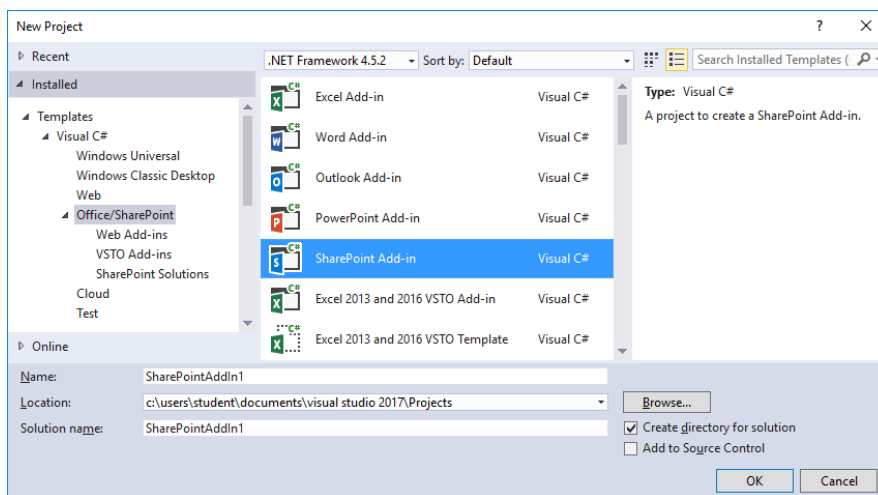 New Project
? ×
Recent
.NET Framework 4.5.2 Sort by: Default
Search Installed Templates (
Installed
Templates
Visual C#
Windows Universal
Windows Classic Desktop
Web
Office/SharePoint
Web Add-ins
VSTO Add-ins
SharePoint Solutions
Cloud
Test
Online
Excel Add-in Visual C#
Word Add-in Visual C#
Outlook Add-in Visual C#
PowerPoint Add-in Visual C#
SharePoint Add-in Visual C#
Excel 2013 and 2016 VSTO Add-in Visual C#
Excel 2013 and 2016 VSTO Template Visual C#
Type: Visual C#
A project to create a SharePoint Add-in.
Name: SharePointAddIn1
Location: c:\users\student\documents\visual studio 2017\Projects
Browse...
Solution name: SharePointAddIn1
Create directory for solution
Add to Source Control
OK Cancel